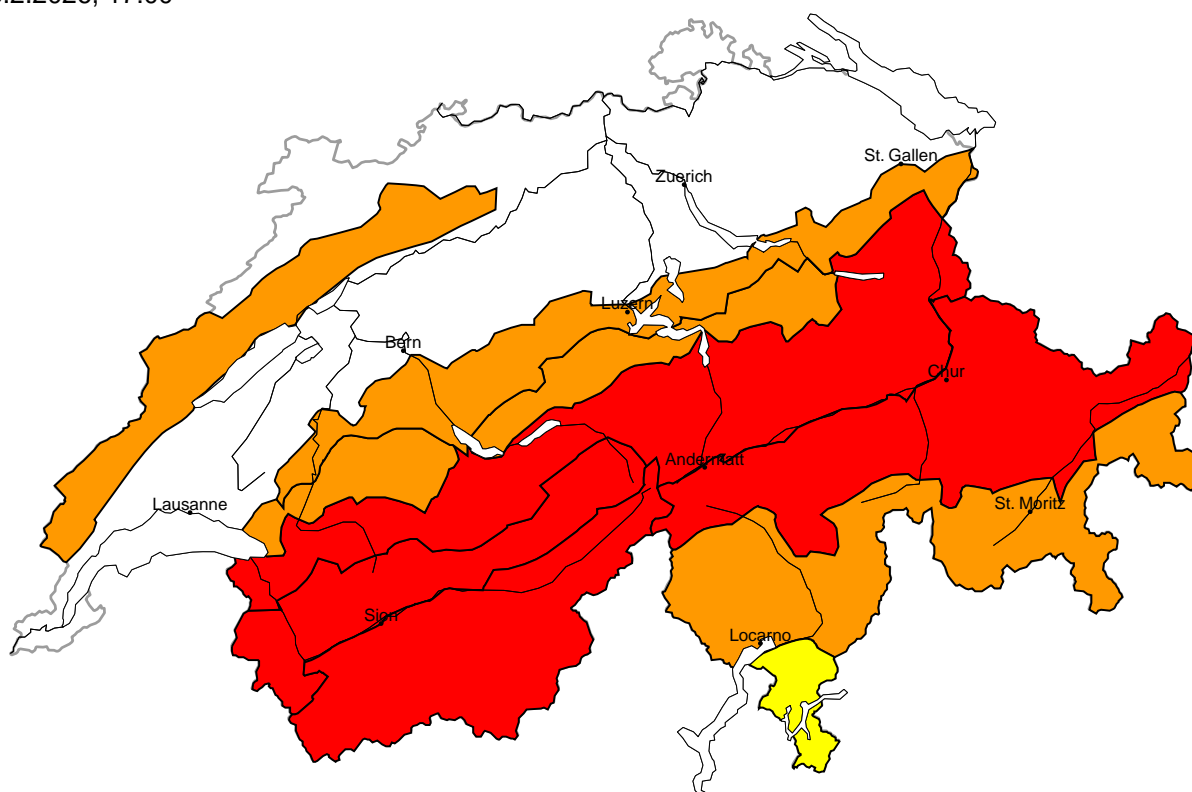 St. Gallen
Zuerich
Luzern
Bern
Chur
Andermatt
Lausanne
St. Moritz
Sion
Locarno